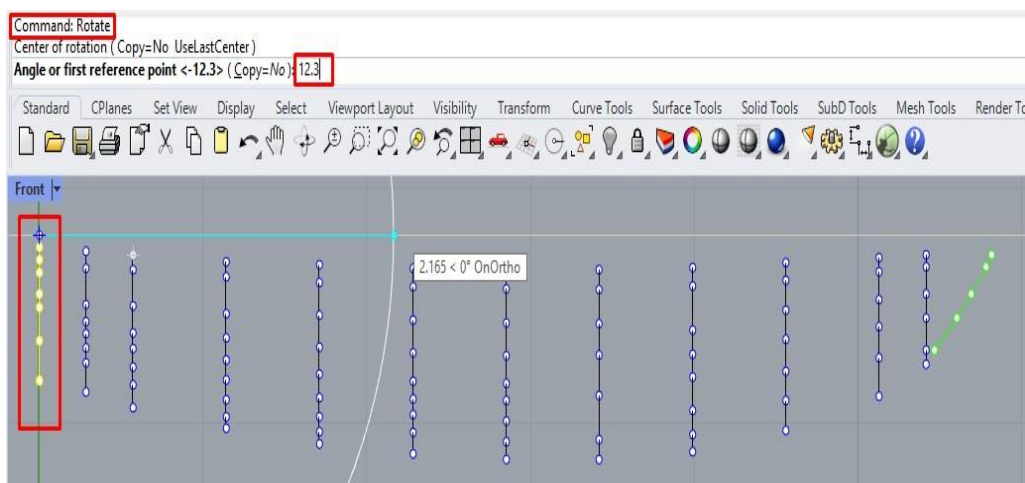 Command: Rotate
Center of rotation ( Copy=No UseLastCenter )
Angle or first reference point <-12.3> ( Copy=No ): 12.3
Standard CPlanes Set View Display Select Viewport Layout Visibility Transform Curve Tools Surface Tools Solid Tools SubD Tools Mesh Tools Render To
Front
2.165 < 0° OnOrtho